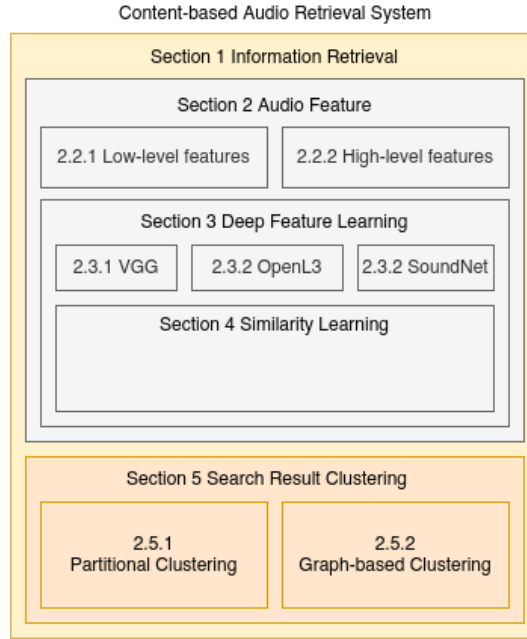 Content-based Audio Retrieval System
Section 1 Information Retrieval
Section 2 Audio Feature
2.2.1 Low-level features
2.2.2 High-level features
Section 3 Deep Feature Learning
2.3.1 VGG
2.3.2 OpenL3
2.3.2 SoundNet
Section 4 Similarity Learning
Section 5 Search Result Clustering
2.5.1
Partitional Clustering
2.5.2
Graph-based Clustering